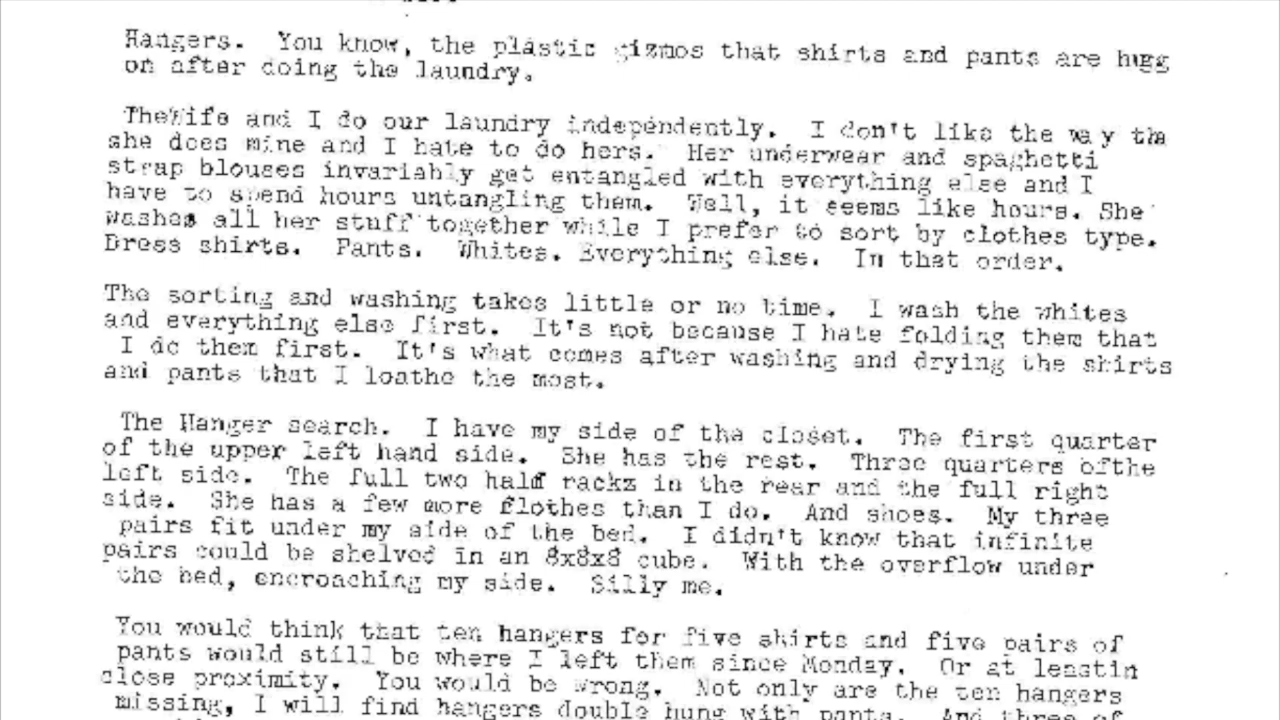 Hangers. You know, the plastic gizmos that shirts and pants are hugg
on after doing the laundry.
TheWife and I do our laundry independently. I don't like the wa y tha
she does mine and I hate to do hers. Her underwear and spaghetti
strap blouses invariably get entangled with everything else and I
have to spend hours untangling them. Well, it seems like hours. She
washes all her stuff together while I prefer to sort by clothes type.
Dress shirts. Pants. Whites. Everything else. In that order.
The sorting and washing takes little or no time. I wash the whites
and everything else first. It's not because I hate folding them that
I do them first. It's what comes after washing and drying the shirts
and pants that I loathe the most.
The Hanger search. I have my side of the closet. The first quarter
of the upper left hand side. She has the rest. Three quarters ofthe
left side. The full two half racks in the rear and the full right
side. She has a few more flothes than I do. And shoes. My three
pairs fit under my side of the bed. I didn't know that infinite
pairs could be shelved in an 8x8x8 cube. With the overflow under
the bed, encroaching my side. Silly me.
You would think that ten hangers for five shirts and five pairs of
pants would still be where I left them since Monday. Or at leastin
close proximity. You would be wrong. Not only are the ten hangers
missing, I will find hangers double hung with pants. And three of